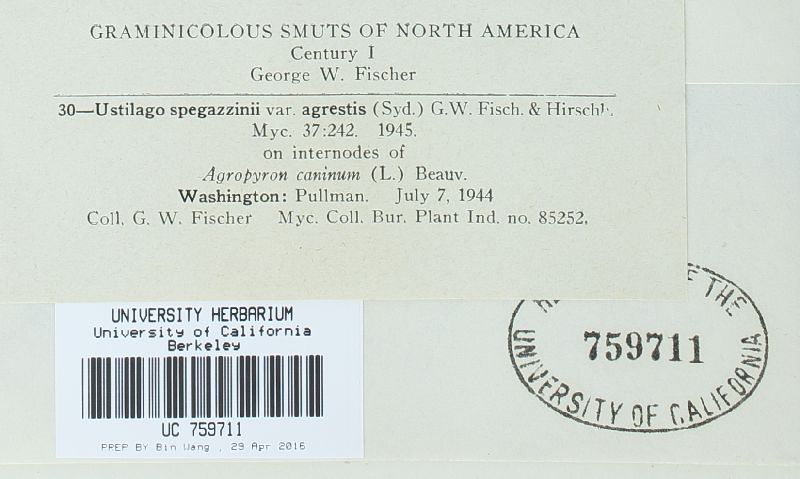 GRAMINICOLOUS SMUTS OF NORTH AMERICA
Century I
George W. Fischer
30—Ustilago spegazzinii var. agrestis (Syd.) G.W. Fisch. & Hirschh.
Myc. 37:242. 1945.
on internodes of
Agropyron caninum (L.) Beauv.
Washington: Pullman. July 7, 1944
Coll. G. W. Fischer Myc. Coll. Bur. Plant Ind. no. 85252.
UNIVERSITY HERBARIUM
University of California
Berkeley
UC 759711
PREP BY Bin Wang , 29 Apr 2016
THE
759711
UNIVERSITY OF CALIFORNIA